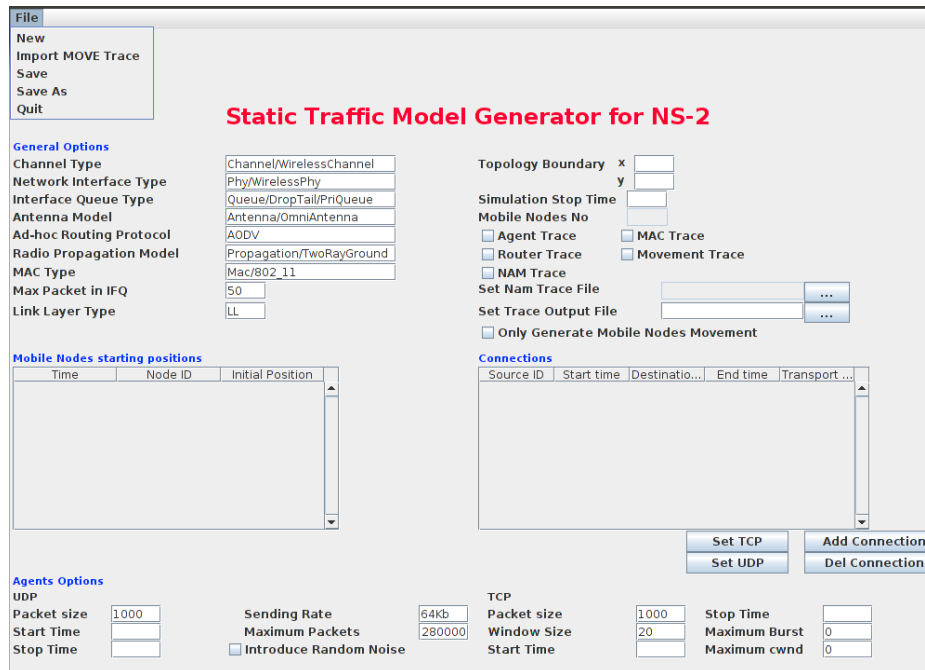 File
New
Import MOVE Trace
Save
Save As
Quit
Static Traffic Model Generator for NS-2
General Options
Channel Type Channel/WirelessChannel
Network Interface Type Phy/WirelessPhy
Interface Queue Type Queue/DropTail/PriQueue
Antenna Model Antenna/OmniAntenna
Ad-hoc Routing Protocol AODV
Radio Propagation Model Propagation/TwoRayGround
MAC Type Mac/802_11
Max Packet in IFQ 50
Link Layer Type LL
Topology Boundary x
y
Simulation Stop Time
Mobile Nodes No
Agent Trace MAC Trace
Router Trace Movement Trace
NAM Trace
Set Nam Trace File ...
Set Trace Output File ...
Only Generate Mobile Nodes Movement
Mobile Nodes starting positions
Time Node ID Initial Position
Connections
Source ID Start time Destinatio... End time Transport ...
Set TCP Add Connection
Set UDP Del Connection
Agents Options
UDP
Packet size 1000 Sending Rate 64Kb
Start Time Maximum Packets 280000
Stop Time Introduce Random Noise
TCP
Packet size 1000 Stop Time
Window Size 20 Maximum Burst 0
Start Time Maximum cwnd 0